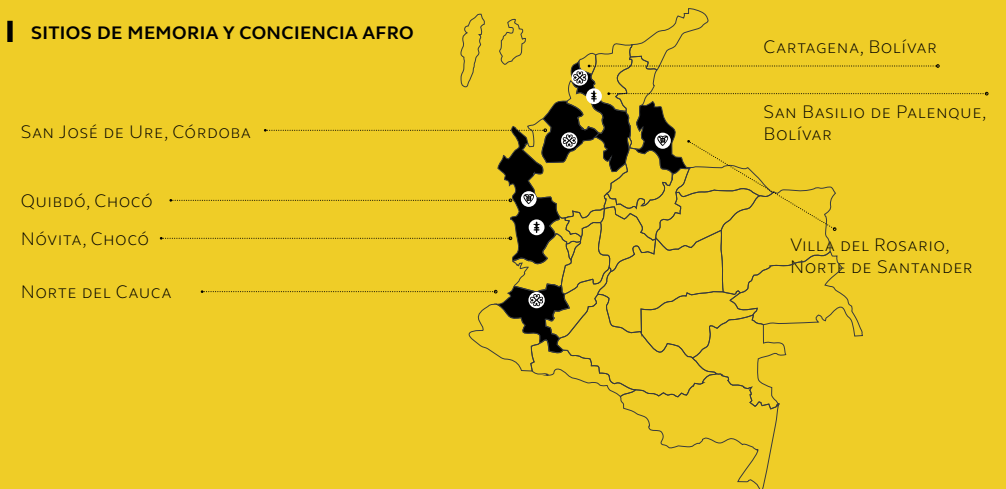 SITIOS DE MEMORIA Y CONCIENCIA AFRO
Cartagena, Bolívar
San Basilio de Palenque,
Bolívar
San José de Ure, Córdoba
Quibdó, Chocó
Nóvita, Chocó
Villa del Rosario,
Norte de Santander
Norte del Cauca